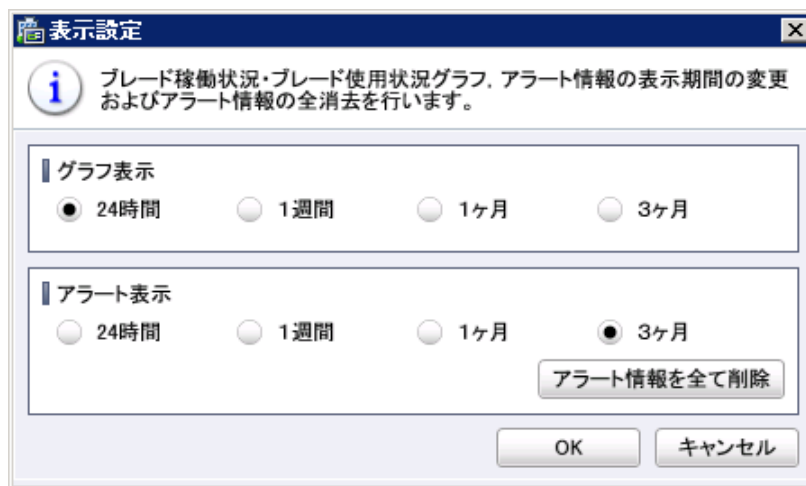 表示設定
ブレード稼働状況・ブレード使用状況グラフ, アラート情報の表示期間の変更
およびアラート情報の全消去を行います。
グラフ表示
24時間 1週間 1ヶ月 3ヶ月
アラート表示
24時間 1週間 1ヶ月 3ヶ月
アラート情報を全て削除
OK キャンセル